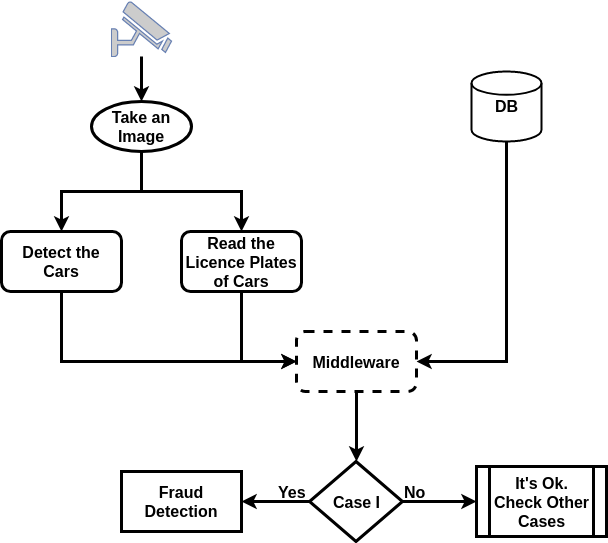 Take an
Image
DB
Detect the
Cars
Read the
Licence Plates
of Cars
Middleware
Yes
Case I
No
Fraud
Detection
It's Ok.
Check Other
Cases